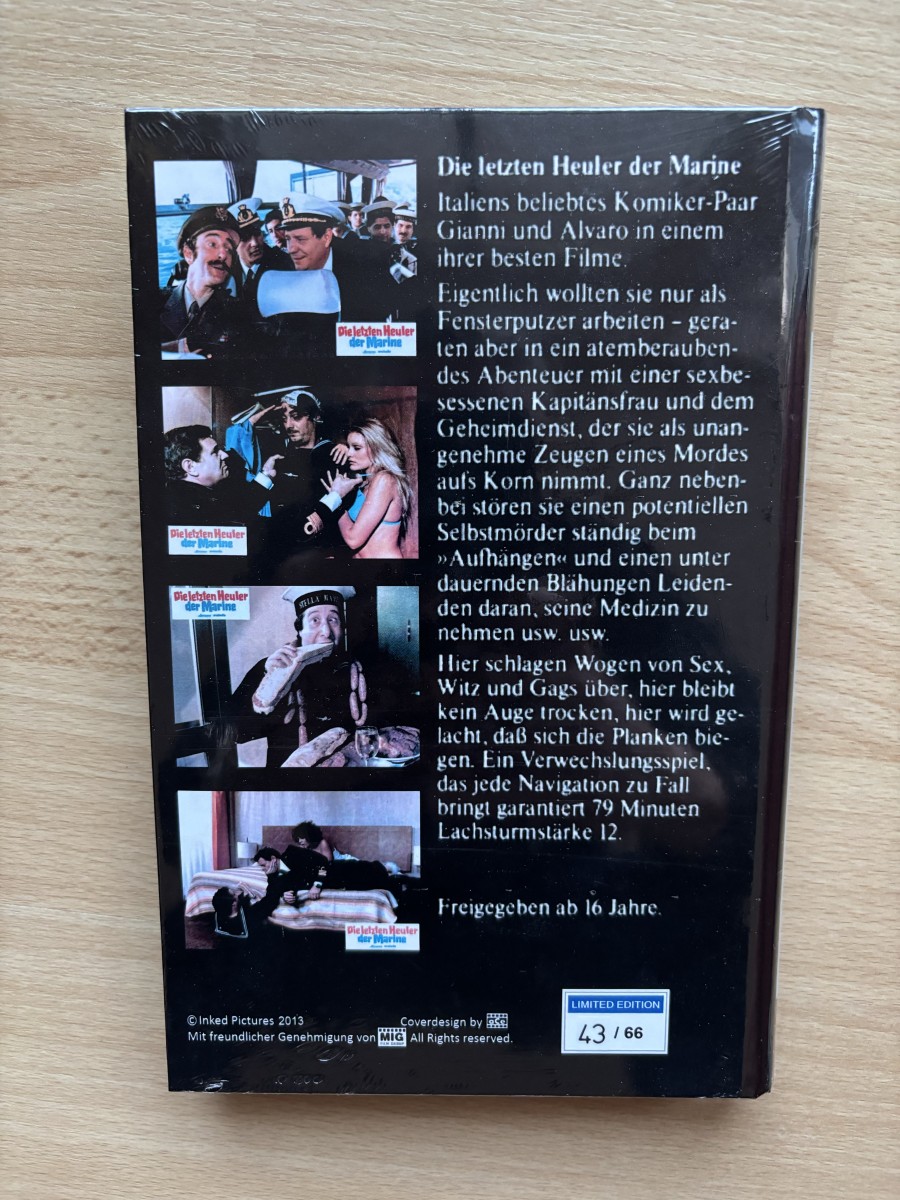 Die letzten Heuler der Marine
Italiens beliebtes Komiker-Paar
Gianni und Alvaro in einem
ihrer besten Filme.
Eigentlich wollten sie nur als
Fensterputzer arbeiten – gera-
ten aber in ein atemberauben-
des Abenteuer mit einer sexbe-
sessenen Kapitänsfrau und dem
Geheimdienst, der sie als unan-
genehme Zeugen eines Mordes
aufs Korn nimmt. Ganz neben-
bei stören sie einen potentiellen
Selbstmörder ständig beim
»Aufhängen« und einen unter
dauernden Blähungen Leiden-
den daran, seine Medizin zu
nehmen usw. usw.
Hier schlagen Wogen von Sex,
Witz und Gags über, hier bleibt
kein Auge trocken, hier wird ge-
lacht, daß sich die Planken bie-
gen. Ein Verwechslungsspiel,
das jede Navigation zu Fall
bringt garantiert 79 Minuten
Lachsturmstärke 12.
Freigegeben ab 16 Jahre.
Die letzten Heuler
der Marine
Die letzten Heuler
der Marine
Die letzten Heuler
der Marine
STELLA MA
Die letzten Heuler
der Marine
© Inked Pictures 2013 Coverdesign by
Mit freundlicher Genehmigung von MIG All Rights reserved.
LIMITED EDITION
43 / 66